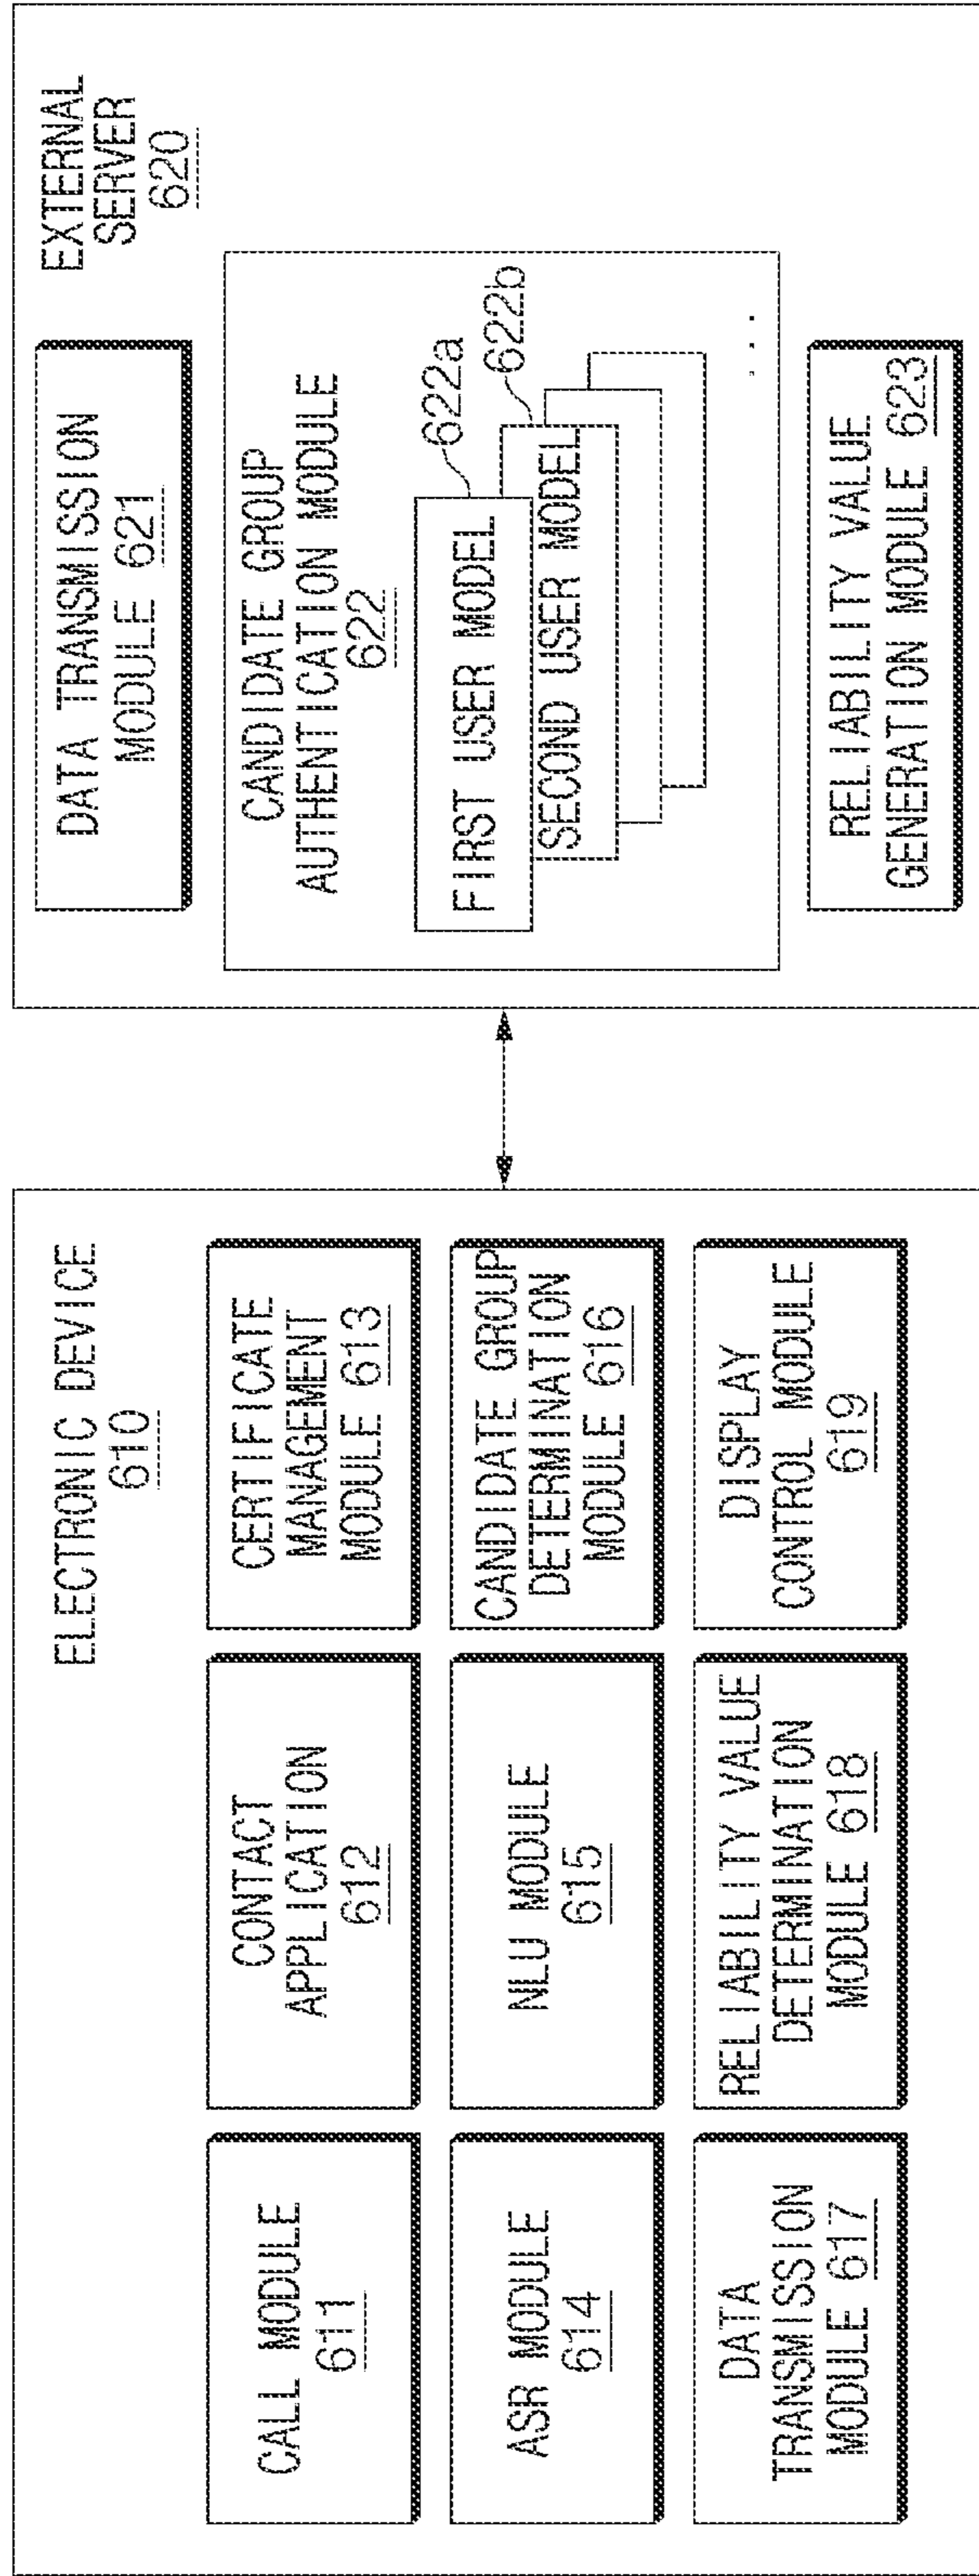 ELECTRONIC DEVICE
610
CALL MODULE
611
CONTACT
APPLICATION
612
CERTIFICATE
MANAGEMENT
MODULE 613
ASR MODULE
614
NLU MODULE
615
CANDIDATE GROUP
DETERMINATION
MODULE 616
DATA
TRANSMISSION
MODULE 617
RELIABILITY VALUE
DETERMINATION
MODULE 618
DISPLAY
CONTROL MODULE
619
EXTERNAL
SERVER
620
DATA TRANSMISSION
MODULE 621
CANDIDATE GROUP
AUTHENTICATION MODULE
622
622a
FIRST USER MODEL
622b
SECOND USER MODEL
...
RELIABILITY VALUE
GENERATION MODULE 623